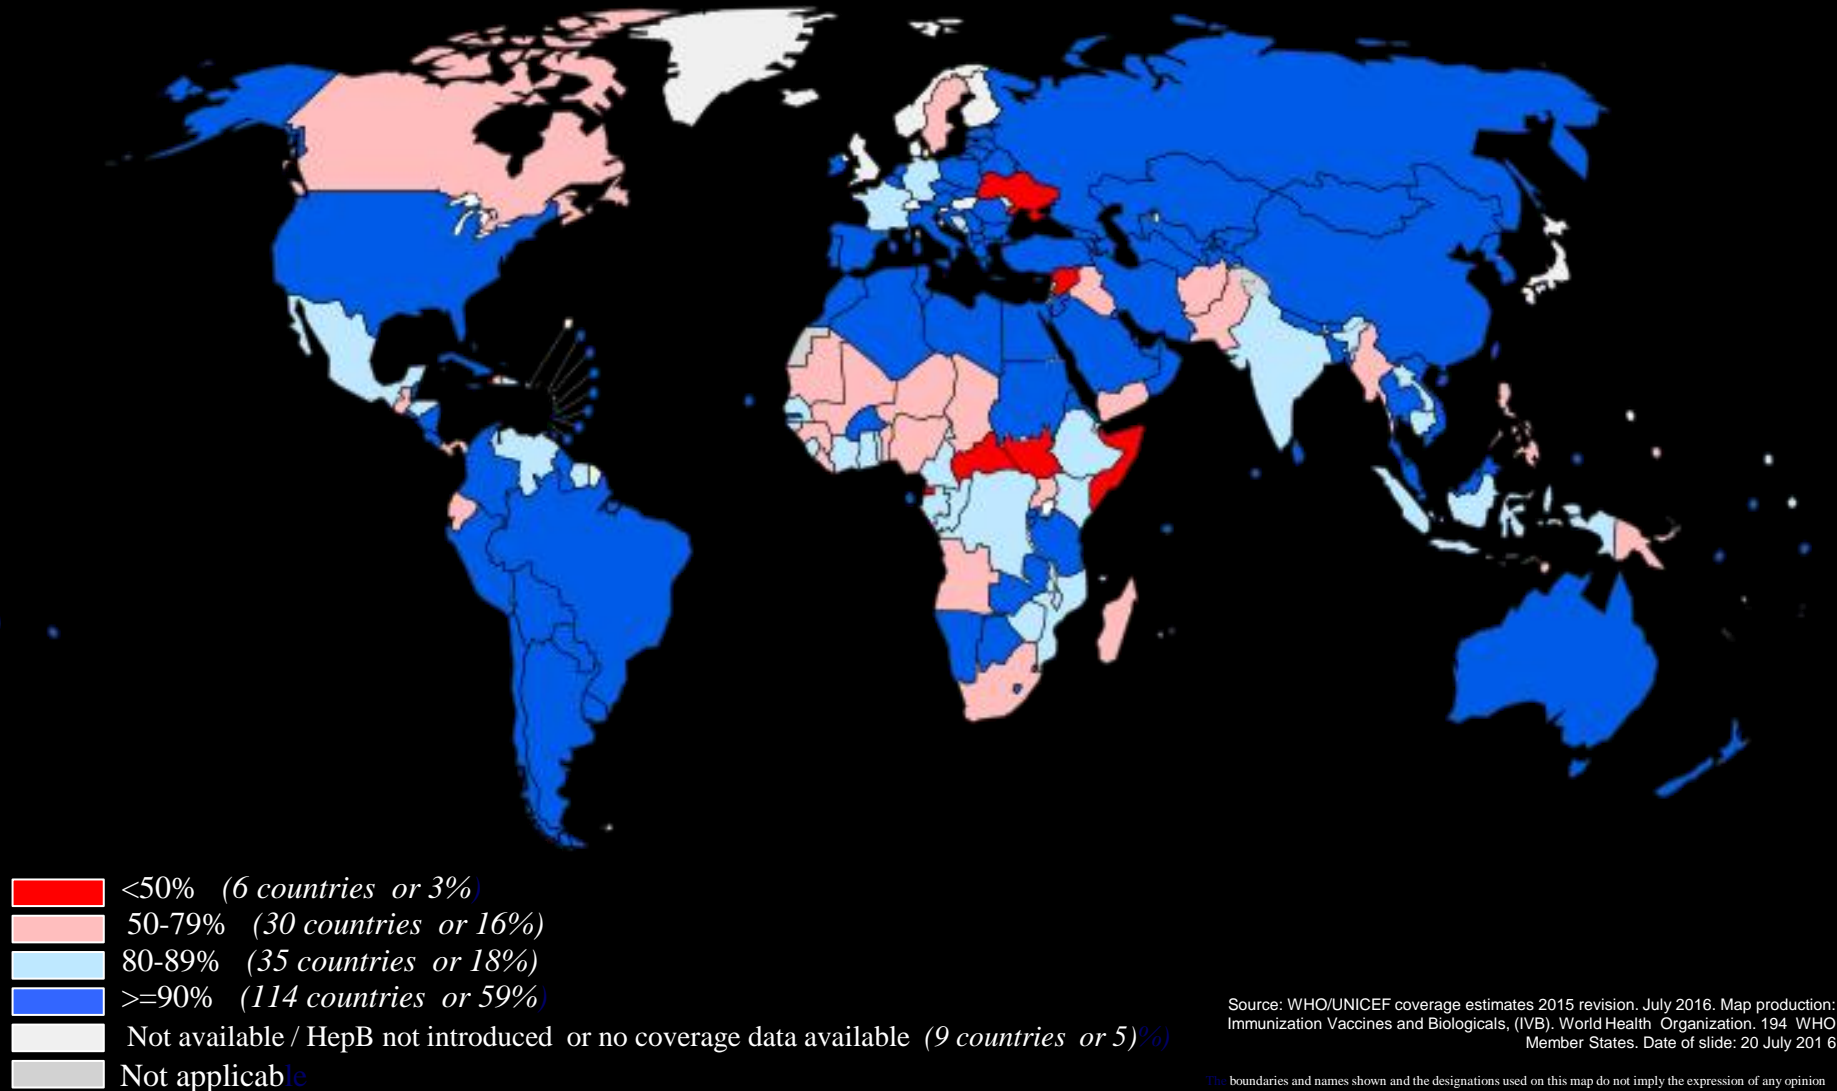 <50% (6 countries or 3%)
50-79% (30 countries or 16%)
80-89% (35 countries or 18%)
>=90% (114 countries or 59%)
Not available / HepB not introduced or no coverage data available (9 countries or 5)%)
Not applicable
Source: WHO/UNICEF coverage estimates 2015 revision. July 2016. Map production:
Immunization Vaccines and Biologicals, (IVB). World Health Organization. 194 WHO
Member States. Date of slide: 20 July 201 6
The boundaries and names shown and the designations used on this map do not imply the expression of any opinion